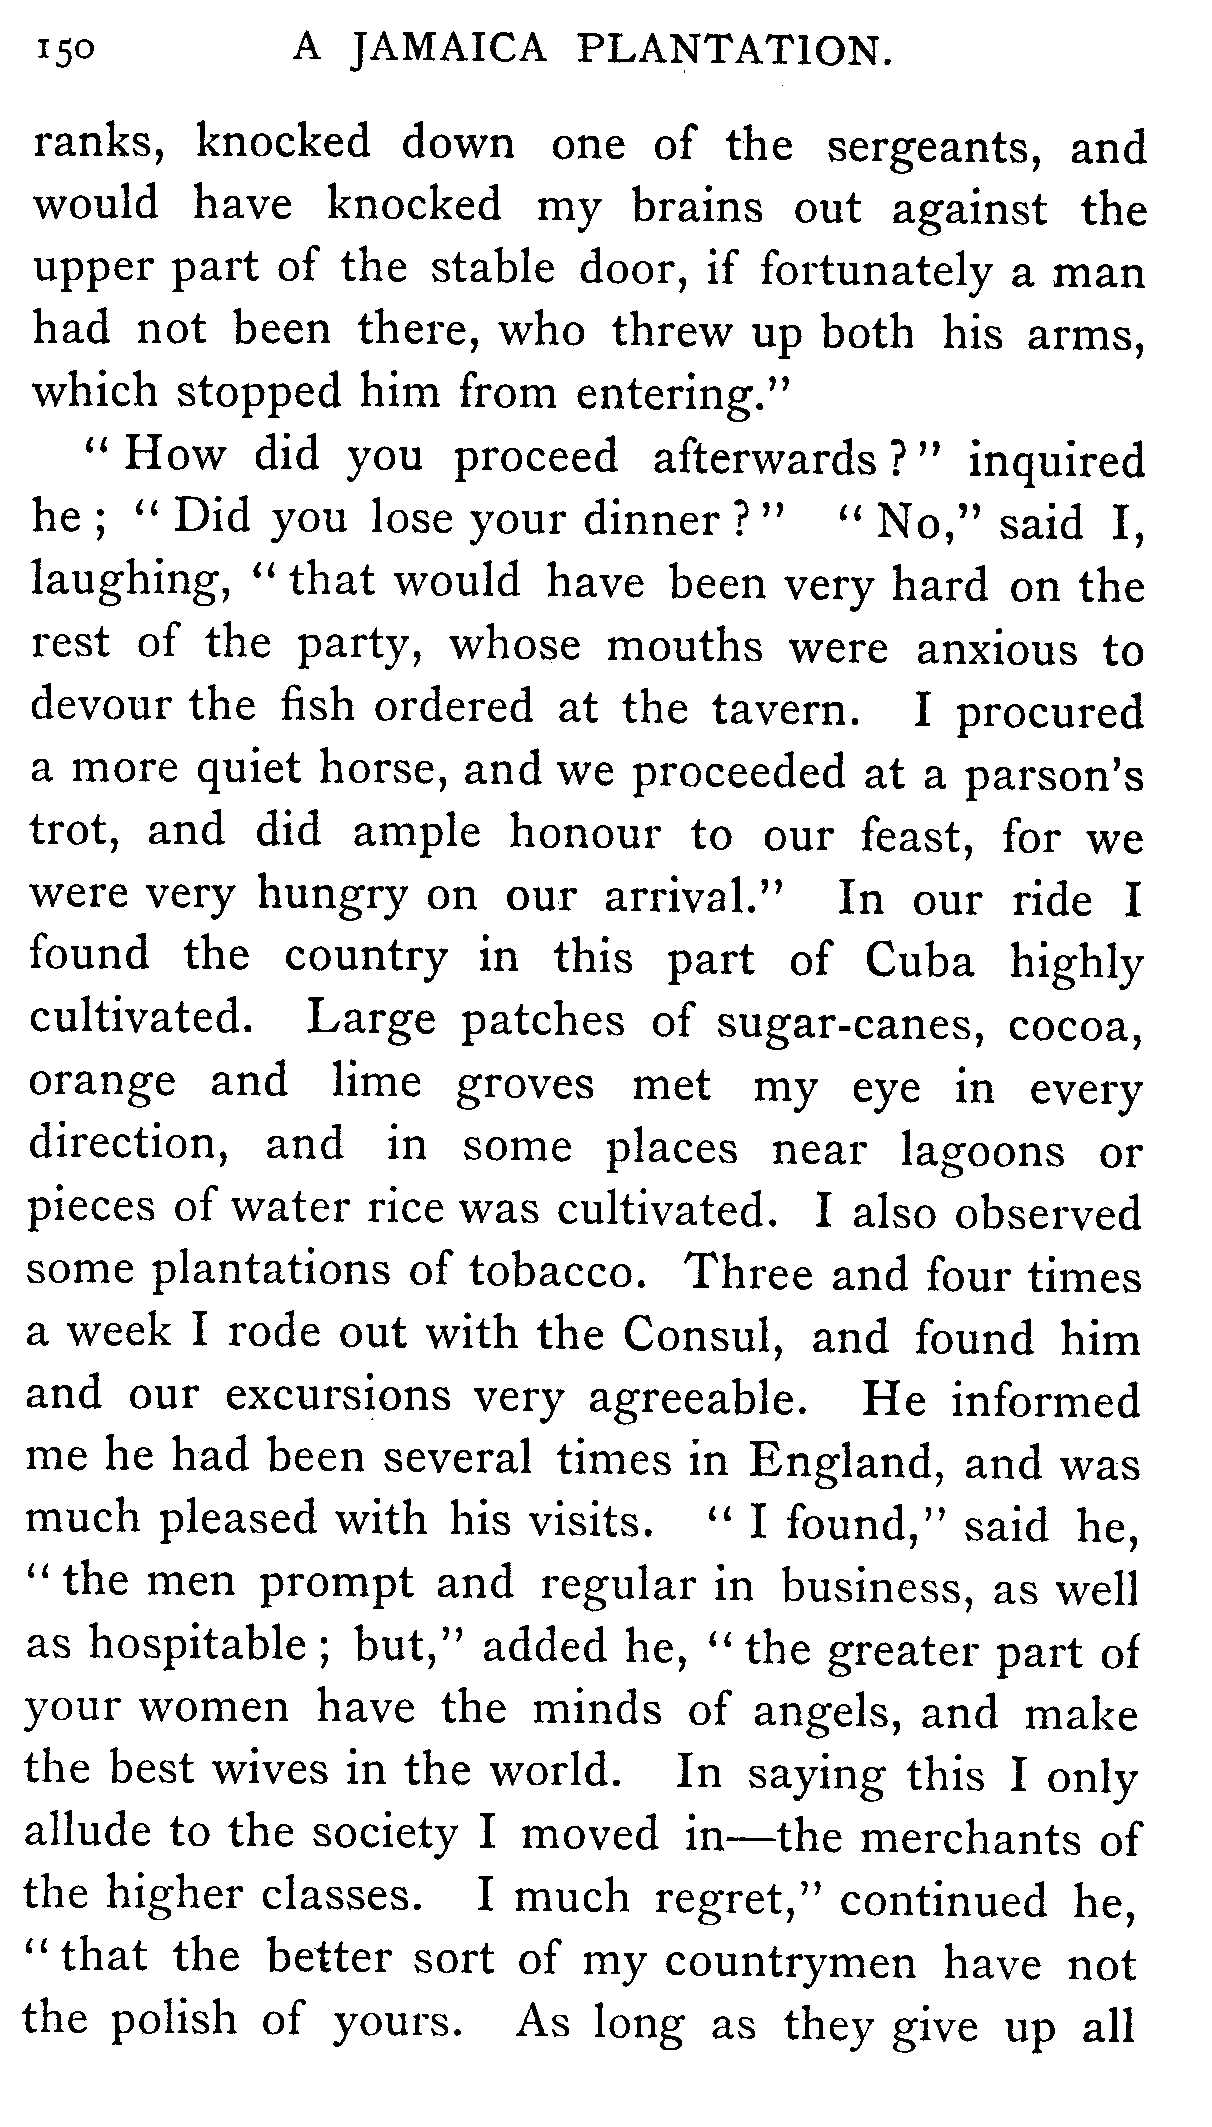 150 A JAMAICA PLANTATION.
ranks, knocked down one of the sergeants, and
would have knocked my brains out against the
upper part of the stable door, if fortunately a man
had not been there, who threw up both his arms,
which stopped him from entering."
" How did you proceed afterwards ? " inquired
he ; " Did you lose your dinner ? " " No," said I,
laughing, " that would have been very hard on the
rest of the party, whose mouths were anxious to
devour the fish ordered at the tavern. I procured
a more quiet horse, and we proceeded at a parson's
trot, and did ample honour to our feast, for we
were very hungry on our arrival." In our ride I
found the country in this part of Cuba highly
cultivated. Large patches of sugar-canes, cocoa,
orange and lime groves met my eye in every
direction, and in some places near lagoons or
pieces of water rice was cultivated. I also observed
some plantations of tobacco. Three and four times
a week I rode out with the Consul, and found him
and our excursions very agreeable. He informed
me he had been several times in England, and was
much pleased with his visits. " I found," said he,
" the men prompt and regular in business, as well
as hospitable ; but," added he, " the greater part of
your women have the minds of angels, and make
the best wives in the world. In saying this I only
allude to the society I moved in—the merchants of
the higher classes. I much regret," continued he,
" that the better sort of my countrymen have not
the polish of yours. As long as they give up all